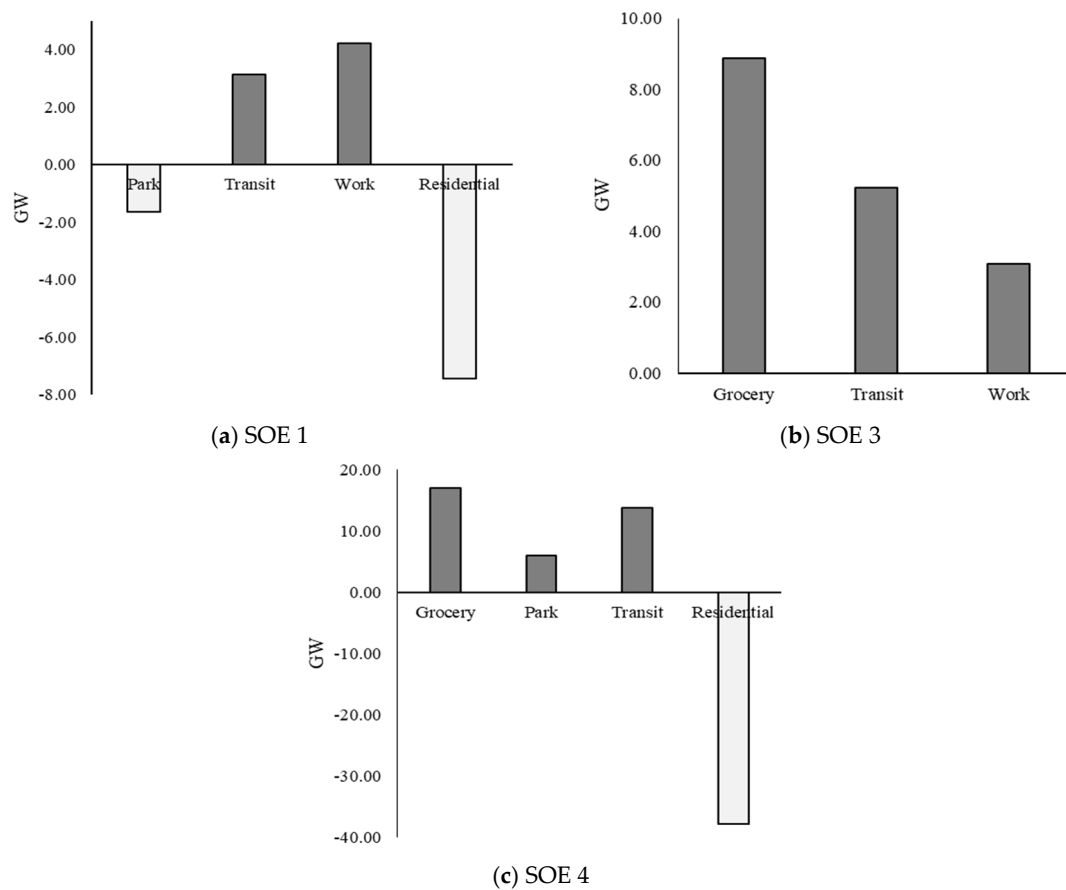 4.00
2.00
0.00
-2.00
-4.00
-6.00
-8.00
GW
Park Transit Work Residential
(a) SOE 1
10.00
8.00
6.00
4.00
2.00
0.00
GW
Grocery Transit Work
(b) SOE 3
20.00
10.00
0.00
-10.00
-20.00
-30.00
-40.00
GW
Grocery Park Transit Residential
(c) SOE 4